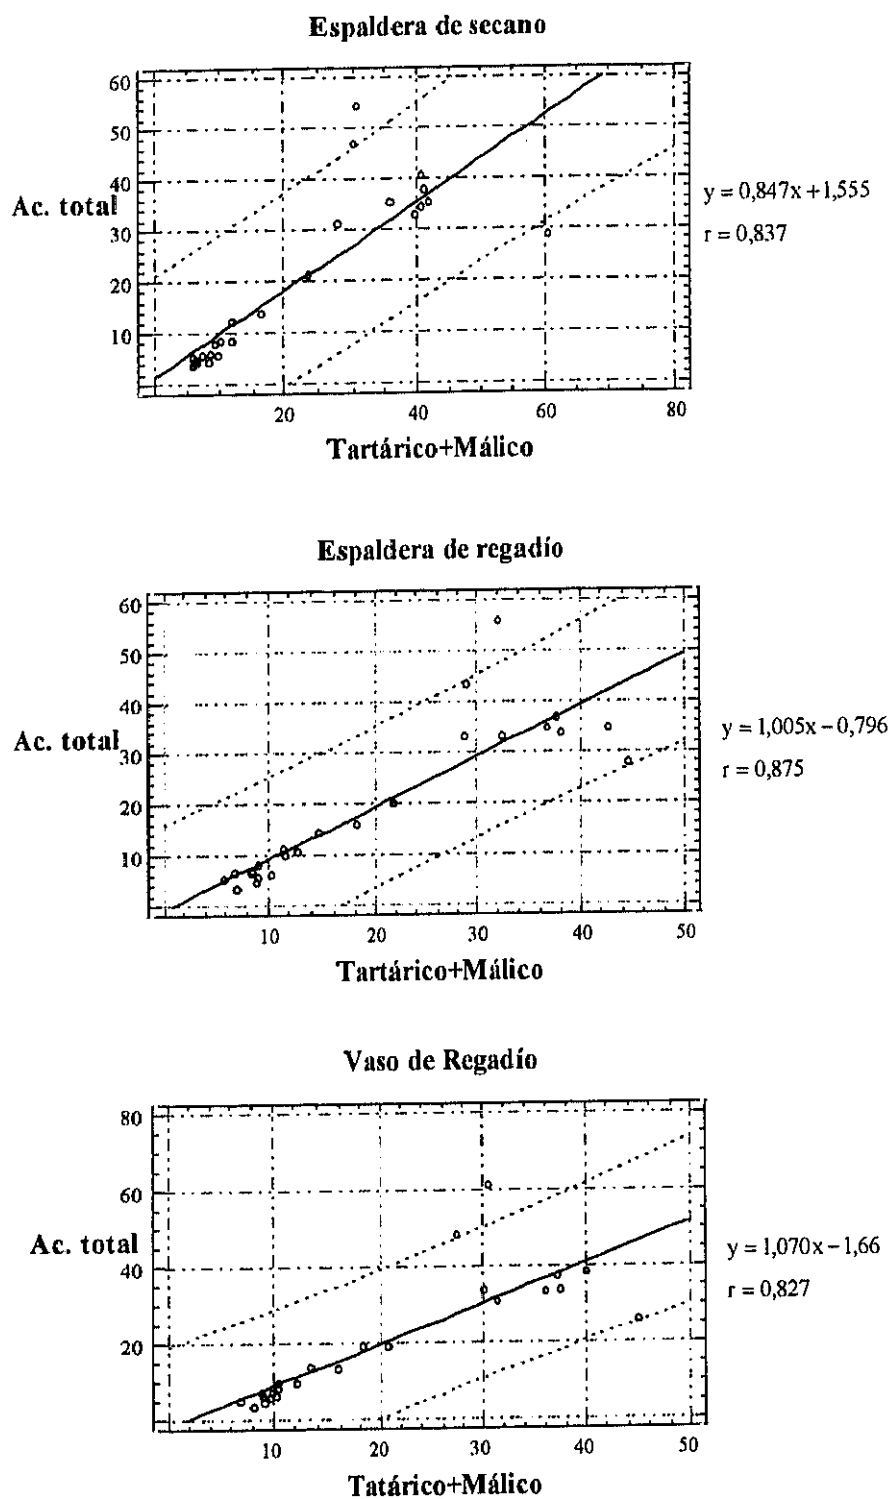 Espaldera de secano
60
50
40
30
20
10
Ac. total
y = 0,847x + 1,555
r = 0,837
20 40 60 80
Tartárico+Málico
Espaldera de regadío
60
50
40
30
20
10
Ac. total
y = 1,005x − 0,796
r = 0,875
10 20 30 40 50
Tartárico+Málico
Vaso de Regadío
80
60
40
20
Ac. total
y = 1,070x − 1,66
r = 0,827
10 20 30 40 50
Tatárico+Málico